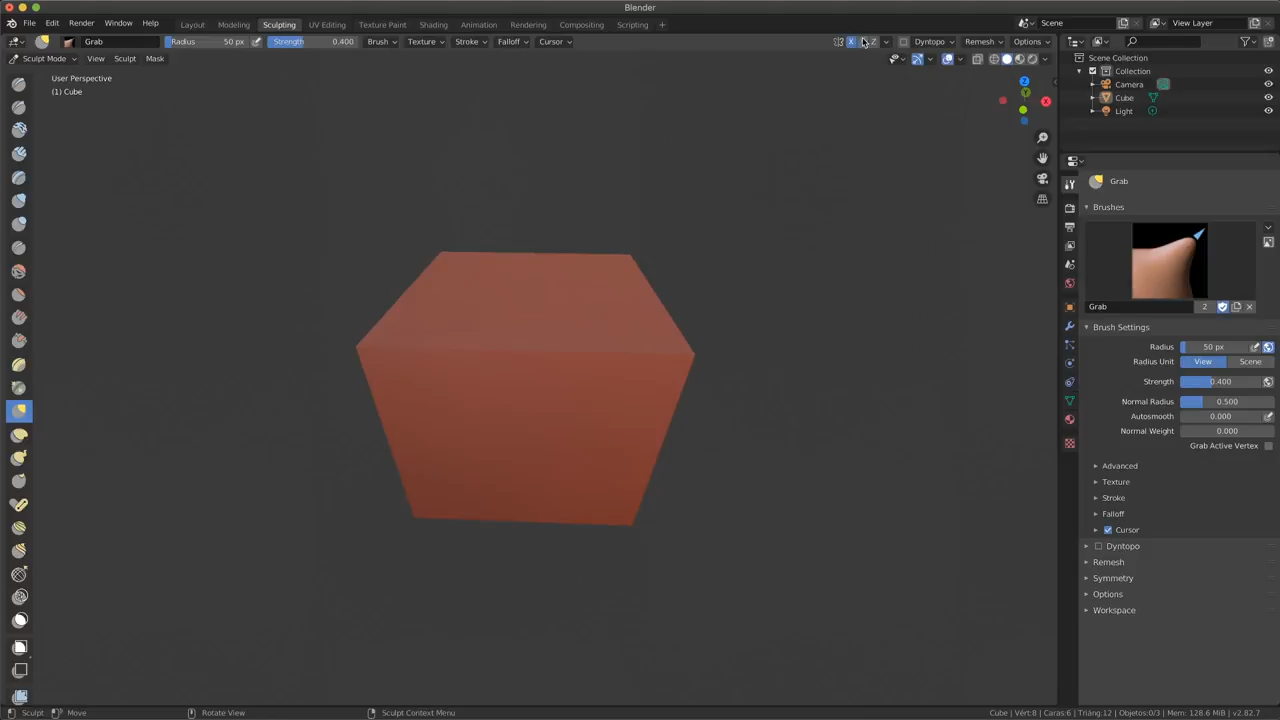 Blender
File Edit Render Window Help Layout Modeling Sculpting UV Editing Texture Paint Shading Animation Rendering Compositing Scripting + Scene View Layer
Grab Radius 50 px Strength 0.400 Brush Texture Stroke Falloff Cursor X Z Dyntopo Remesh Options
Sculpt Mode View Sculpt Mask
User Perspective
(1) Cube
Z
Y
X
Scene Collection
Collection
Camera
Cube
Light
Grab
Brushes
Grab 2
Brush Settings
Radius 50 px
Radius Unit View Scene
Strength 0.400
Normal Radius 0.500
Autosmooth 0.000
Normal Weight 0.000
Grab Active Vertex
Advanced
Texture
Stroke
Falloff
Cursor
Dyntopo
Remesh
Symmetry
Options
Workspace
Sculpt Move Rotate View Sculpt Context Menu Cube | Vért:8 | Caras:6 | Triáng:12 | Objetos:0/3 | Mem: 128.6 MiB | v2.82.7